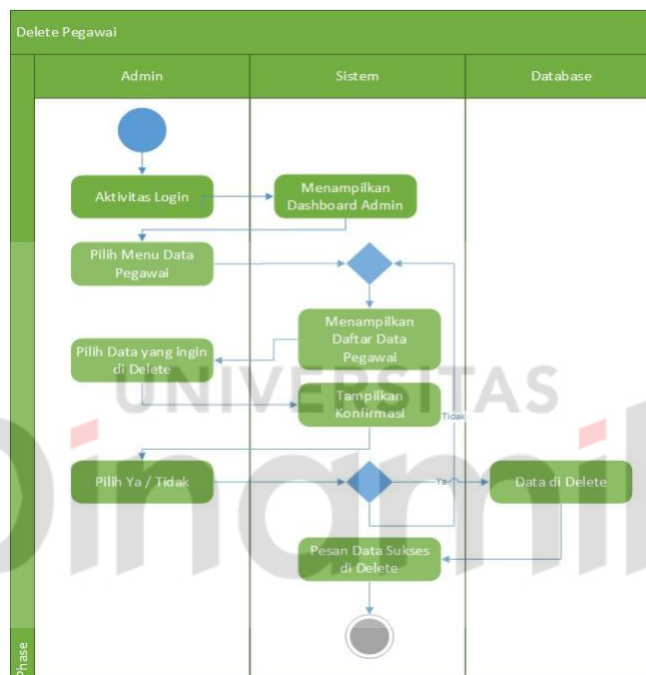 Delete Pegawai
Admin
Sistem
Database
Aktivitas Login
Menampilkan
Dashboard Admin
Pilih Menu Data
Pegawai
Menampilkan
Daftar Data
Pegawai
Pilih Data yang ingin
di Delete
UNIVERSITAS
Tampilkan
Konfirmasi
Tidak
Dinamik
Pilih Ya / Tidak
Ya
Data di Delete
Pesan Data Sukses
di Delete
Phase